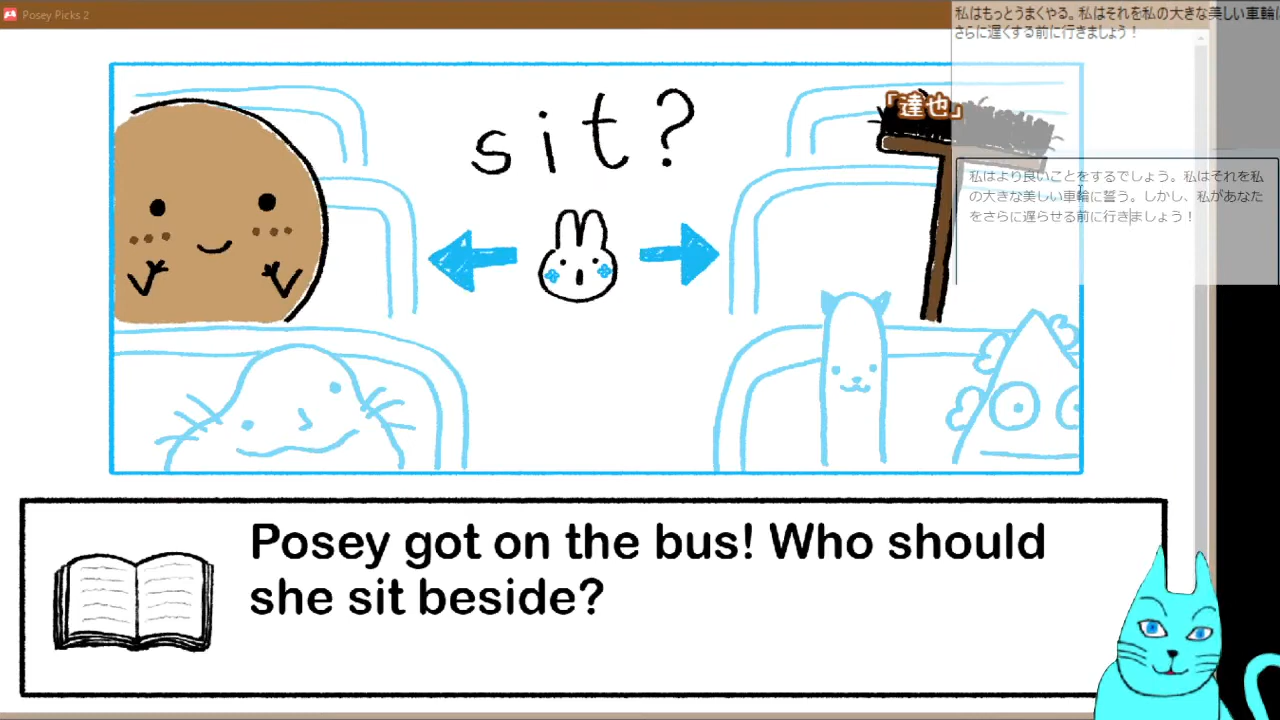 Posey Picks 2
私はもっとうまくやる。私はそれを私の大きな美しい車輪に
さらに遅くする前に行きましょう！
sit?
「達也」
私はより良いことをするでしょう。私はそれを私
の大きな美しい車輪に誓う。しかし、私があなた
をさらに遅らせる前に行きましょう！
Posey got on the bus! Who should
she sit beside?